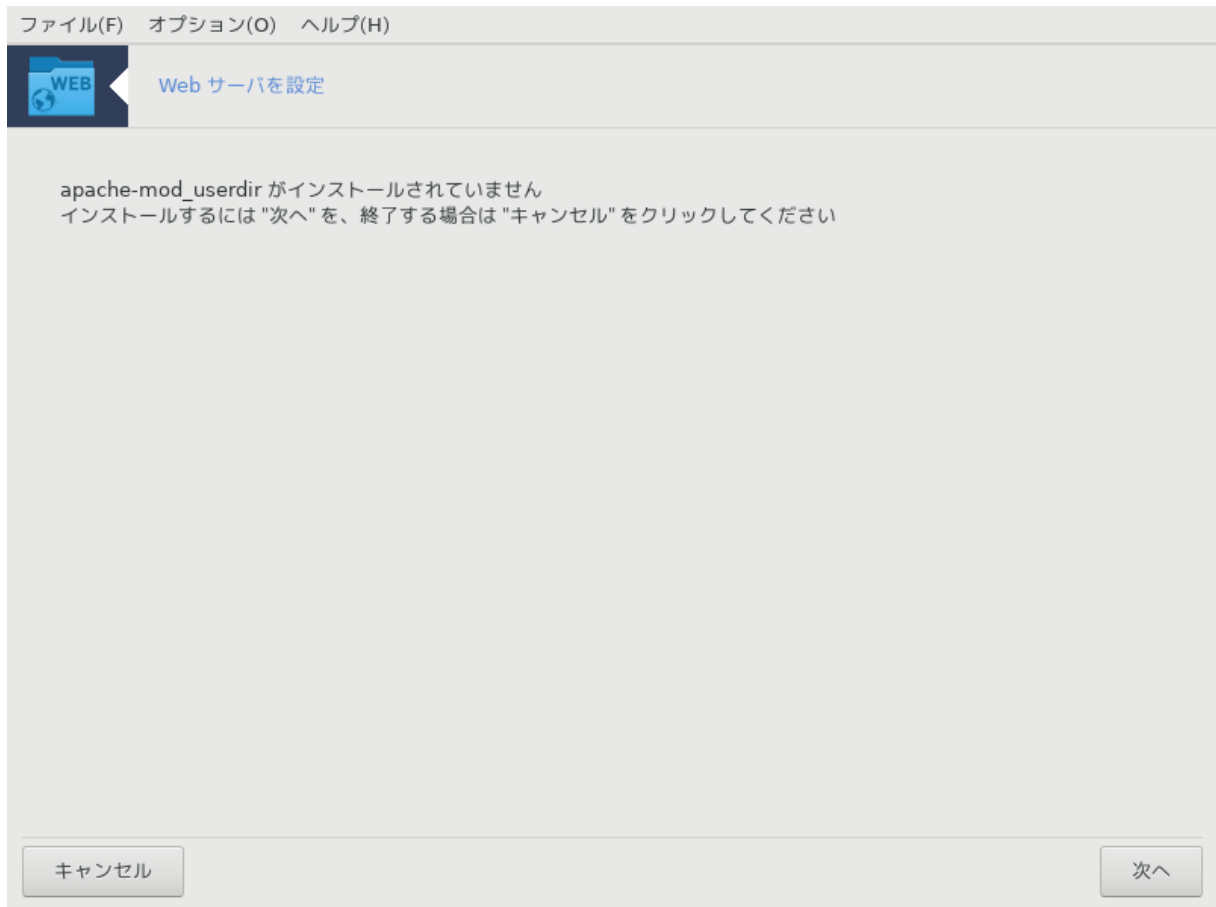 ファイル(F) オプション(O) ヘルプ(H)
WEB
Web サーバを設定
apache-mod_userdir がインストールされていません
インストールするには "次へ" を、終了する場合は "キャンセル" をクリックしてください
キャンセル 次へ